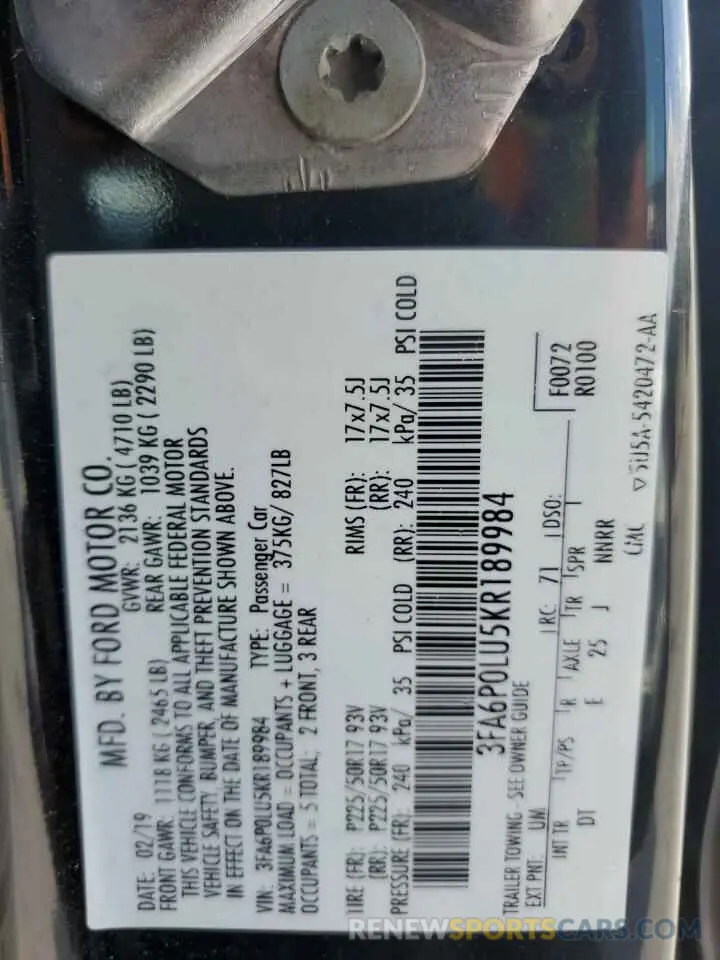 MFD. BY FORD MOTOR CO.
DATE: 02/19 GVWR: 2136 KG ( 4710 LB)
FRONT GAWR: 1118 KG ( 2465 LB) REAR GAWR: 1039 KG ( 2290 LB)
THIS VEHICLE CONFORMS TO ALL APPLICABLE FEDERAL MOTOR
VEHICLE SAFETY, BUMPER, AND THEFT PREVENTION STANDARDS
IN EFFECT ON THE DATE OF MANUFACTURE SHOWN ABOVE.
VIN: 3FA6P0LU5KR189984 TYPE: Passenger Car
MAXIMUM LOAD = OCCUPANTS + LUGGAGE = 375KG/ 827LB
OCCUPANTS = 5 TOTAL: 2 FRONT, 3 REAR
TIRE (FR): P225/50R17 93V RIMS (FR): 17x7.5J
(RR): P225/50R17 93V (RR): 17x7.5J
PRESSURE (FR): 240 kPa/ 35 PSI COLD (RR): 240 kPa/ 35 PSI COLD
3FA6P0LU5KR189984
TRAILER TOWING - SEE OWNER GUIDE
EXT PNT: UM RC: 71 DSO: F0072
R0100
INT TR TP/PS R AXLE TR SPR
DT E 25 J NNRR
5U5A-5420472-AA
RENEWSPORTSCARS.COM